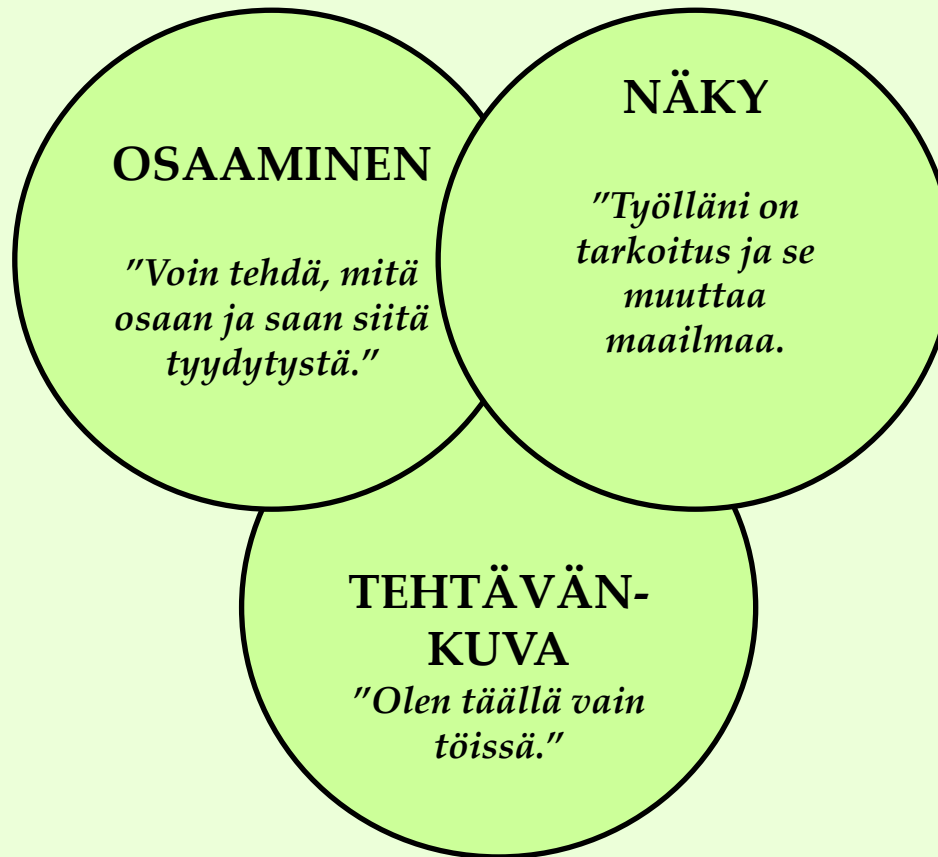 OSAAMINEN
"Voin tehdä, mitä
osaan ja saan siitä
tyydytystä."
NÄKY
"Työlläni on
tarkoitus ja se
muuttaa
maailmaa.
TEHTÄVÄN-
KUVA
"Olen täällä vain
töissä."